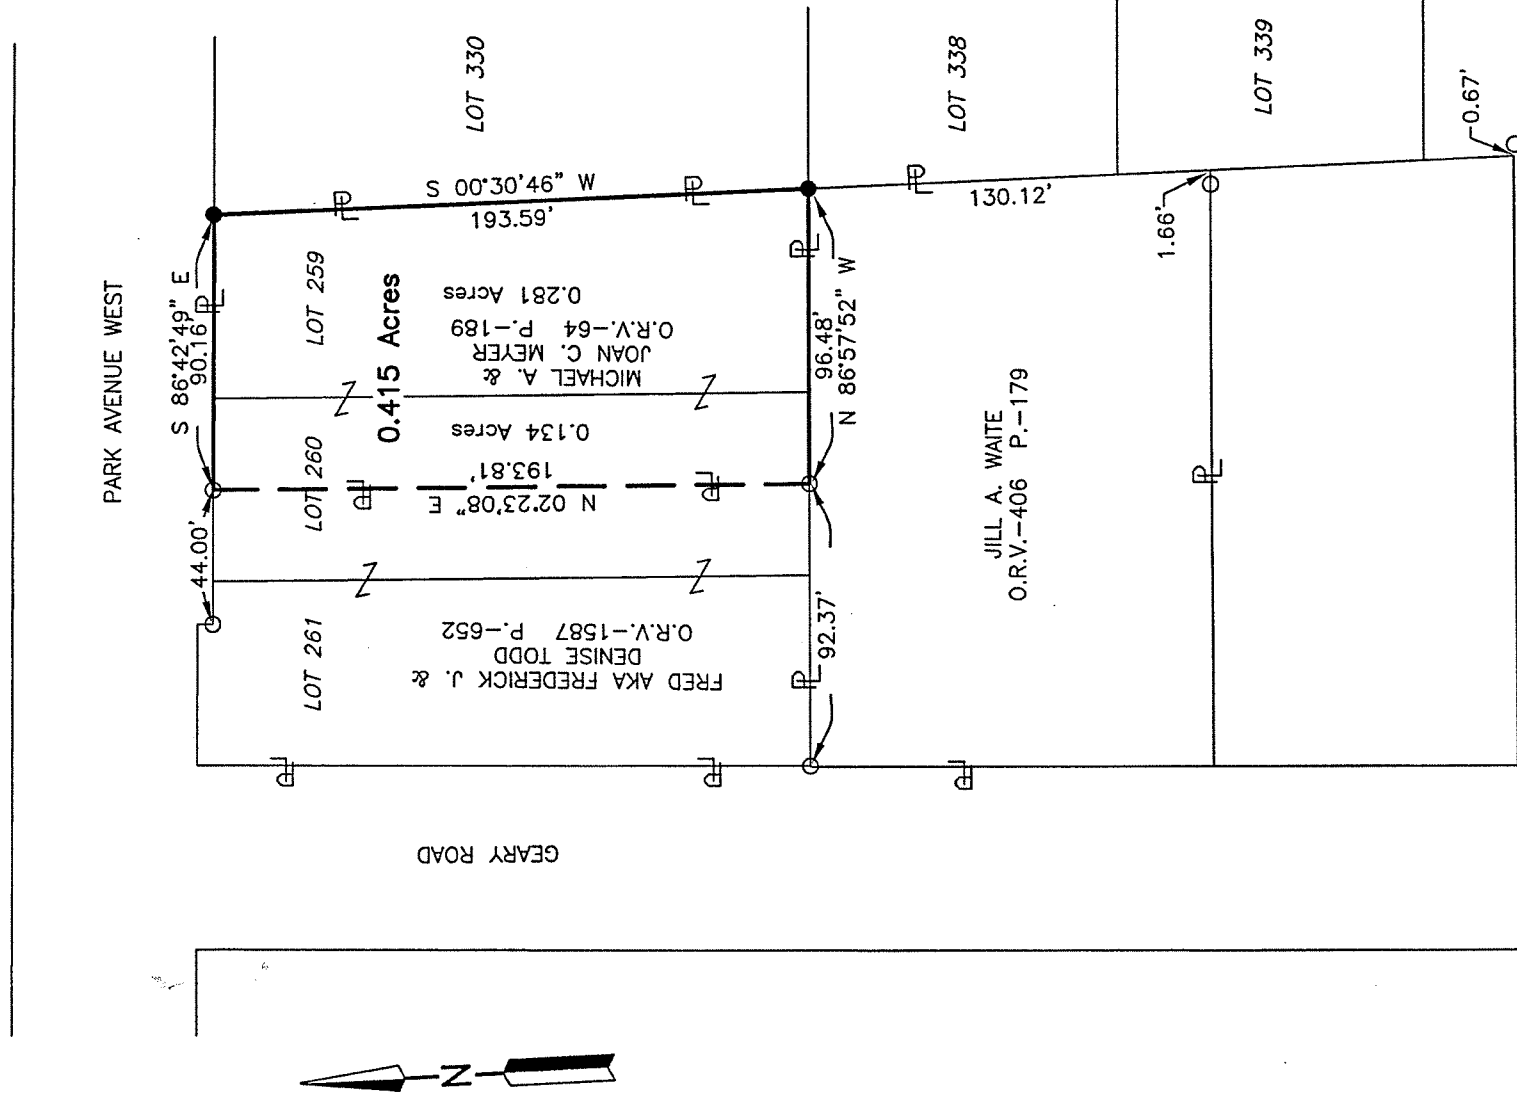 PARK AVENUE WEST
S 86°42'49" E
90.16'
44.00'
LOT 330
LOT 338
LOT 339
0.67'
S 00°30'46" W
193.59'
130.12'
1.66'
LOT 259
0.415 Acres
MICHAEL A. &
JOAN C. MEYER
O.R.V.-64 P.-189
0.281 Acres
96.48'
N 86°57'52" W
LOT 260
0.134 Acres
N 02°23'08" E
193.81'
LOT 261
FRED AKA FREDERICK J. &
DENISE TODD
O.R.V.-1587 P.-652
92.37'
JILL A. WAITE
O.R.V.-406 P.-179
GEARY ROAD
N